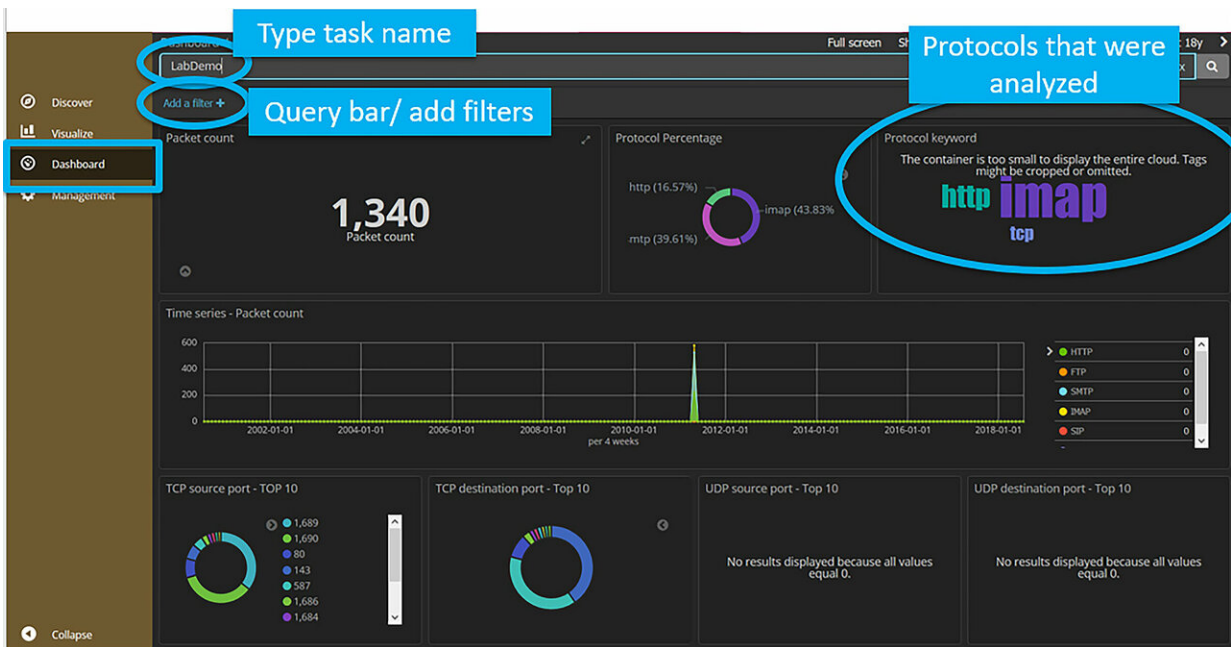 Type task name
Dashboard
Full screen
18y
LabDemo
Protocols that were
analyzed
Discover
Add a filter +
Query bar/ add filters
Visualize
Dashboard
Management
Packet count
1,340
Packet count
Protocol Percentage
http (16.57%)
imap (43.83%
mtp (39.61%)
Protocol keyword
The container is too small to display the entire cloud. Tags
might be cropped or omitted.
http imap
tcp
Time series - Packet count
600
400
200
0
2002-01-01 2004-01-01 2006-01-01 2008-01-01 2010-01-01 2012-01-01 2014-01-01 2016-01-01 2018-01-01
per 4 weeks
HTTP 0
FTP 0
SMTP 0
IMAP 0
SIP 0
TCP source port - TOP 10
1,689
1,690
80
143
587
1,686
1,684
TCP destination port - Top 10
UDP source port - Top 10
No results displayed because all values
equal 0.
UDP destination port - Top 10
No results displayed because all values
equal 0.
Collapse